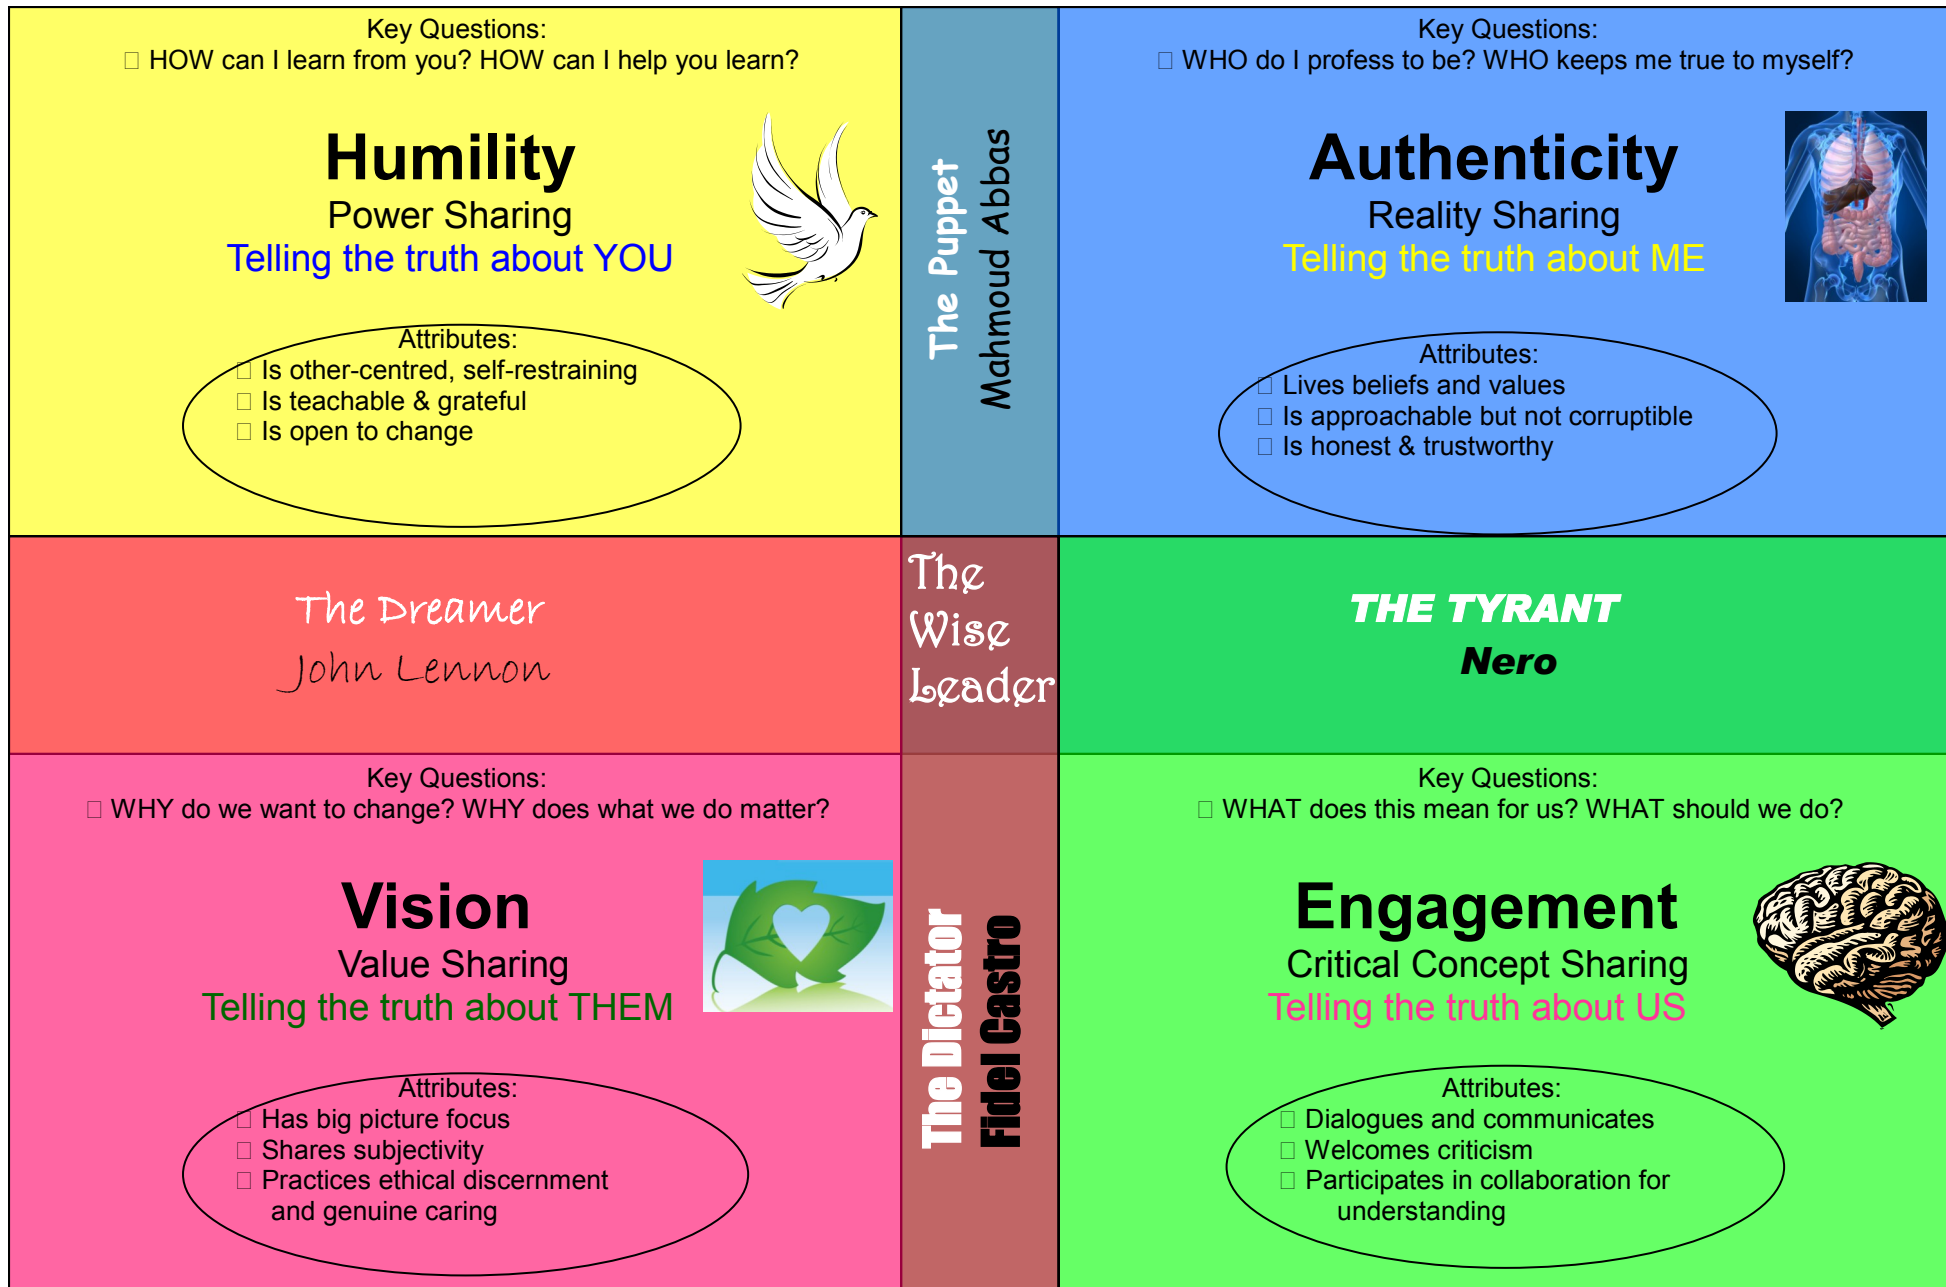 Key Questions:
□ HOW can I learn from you? HOW can I help you learn?
Humility
Power Sharing
Telling the truth about YOU
Attributes:
□ Is other-centred, self-restraining
□ Is teachable & grateful
□ Is open to change
The Puppet
Mahmoud Abbas
Key Questions:
□ WHO do I profess to be? WHO keeps me true to myself?
Authenticity
Reality Sharing
Telling the truth about ME
Attributes:
□ Lives beliefs and values
□ Is approachable but not corruptible
□ Is honest & trustworthy
The Dreamer
John Lennon
The
Wise
Leader
THE TYRANT
Nero
Key Questions:
□ WHY do we want to change? WHY does what we do matter?
Vision
Value Sharing
Telling the truth about THEM
Attributes:
□ Has big picture focus
□ Shares subjectivity
□ Practices ethical discernment
and genuine caring
The Dictator
Fidel Castro
Key Questions:
□ WHAT does this mean for us? WHAT should we do?
Engagement
Critical Concept Sharing
Telling the truth about US
Attributes:
□ Dialogues and communicates
□ Welcomes criticism
□ Participates in collaboration for
understanding